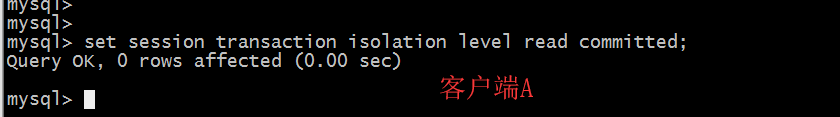 mysql>
mysql>
mysql> set session transaction isolation level read committed;
Query OK, 0 rows affected (0.00 sec)
客户端A
mysql>